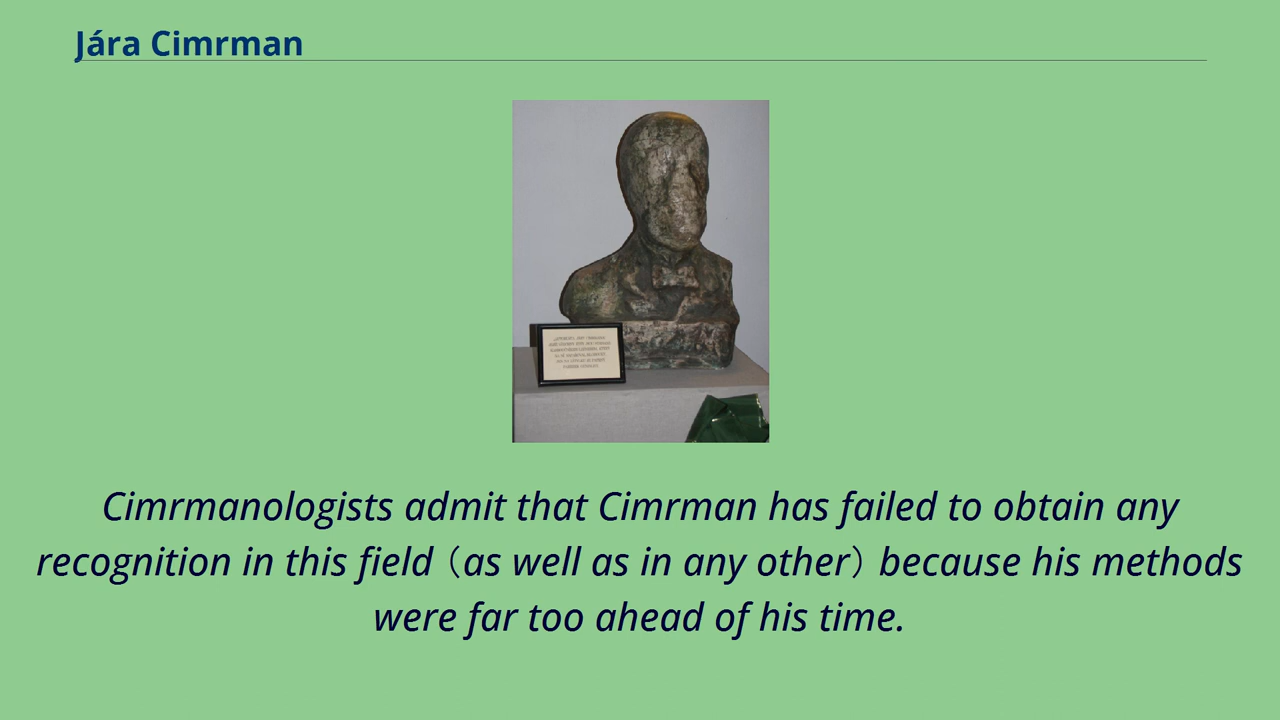 Jára Cimrman
Cimrmanologists admit that Cimrman has failed to obtain any
recognition in this field（as well as in any other）because his methods
were far too ahead of his time.